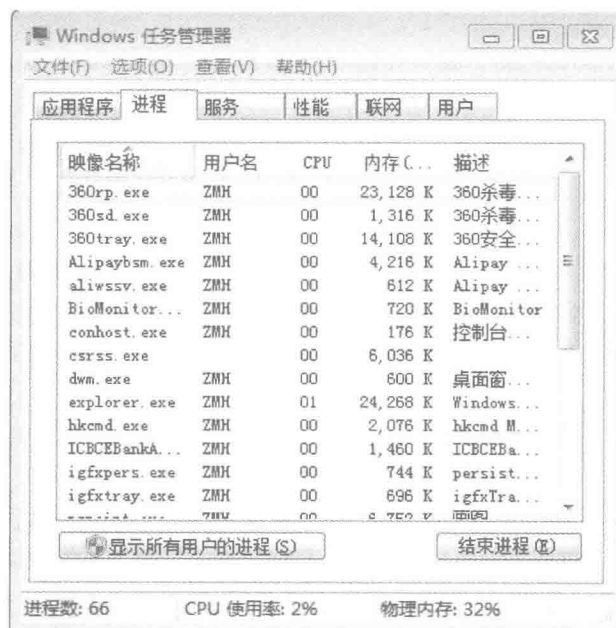 Windows 任务管理器
文件(F) 选项(O) 查看(V) 帮助(H)
应用程序 进程 服务 性能 联网 用户
映像名称 用户名 CPU 内存(... 描述
360rp.exe ZMH 00 23,128 K 360杀毒...
360sd.exe ZMH 00 1,316 K 360杀毒...
360tray.exe ZMH 00 14,108 K 360安全...
Alipaybsm.exe ZMH 00 4,216 K Alipay ...
aliwssv.exe ZMH 00 612 K Alipay ...
BioMonitor... ZMH 00 720 K BioMonitor
conhost.exe ZMH 00 176 K 控制台...
csrss.exe 00 6,036 K
dwm.exe ZMH 00 600 K 桌面窗...
explorer.exe ZMH 01 24,268 K Windows...
hkcmd.exe ZMH 00 2,076 K hkcmd M...
ICBCEBankA... ZMH 00 1,460 K ICBCEBa...
igfxpers.exe ZMH 00 744 K persist...
igfxtray.exe ZMH 00 696 K igfxTra...
ZMH 00 画图
显示所有用户的进程(S) 结束进程(E)
进程数: 66 CPU 使用率: 2% 物理内存: 32%